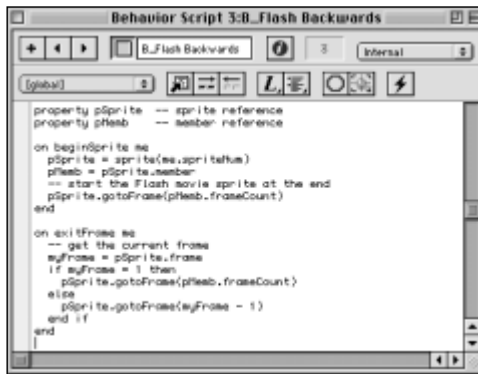 Behavior Script 3:B_Flash Backwards
B_Flash Backwards
3
Internal
[global]
property pSprite -- sprite reference
property pMemb -- member reference
on beginSprite me
pSprite = sprite(me.spriteNum)
pMemb = pSprite.member
-- start the Flash movie sprite at the end
pSprite.gotoFrame(pMemb.frameCount)
end
on exitFrame me
-- get the current frame
myFrame = pSprite.frame
if myFrame = 1 then
pSprite.gotoFrame(pMemb.frameCount)
else
pSprite.gotoFrame(myFrame - 1)
end if
end